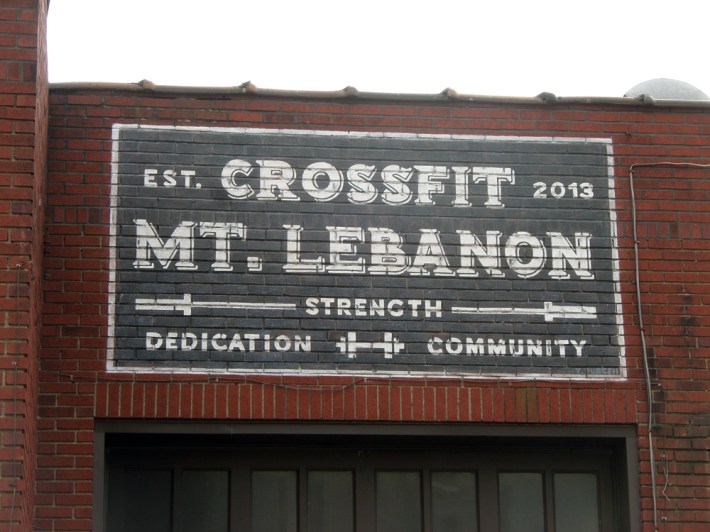 EST. CROSSFIT 2013
MT. LEBANON
STRENGTH
DEDICATION COMMUNITY